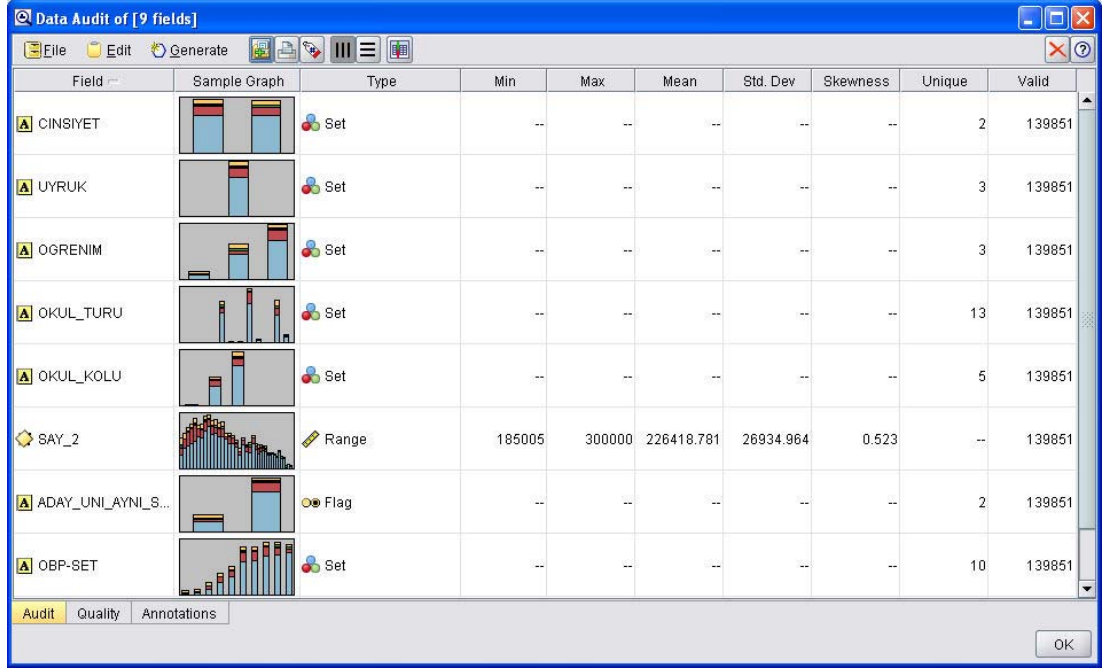 Data Audit of [9 fields]
File Edit Generate
Field Sample Graph Type Min Max Mean Std. Dev Skewness Unique Valid
A CINSIYET Set -- -- -- -- -- 2 139851
A UYRUK Set -- -- -- -- -- 3 139851
A OGRENIM Set -- -- -- -- -- 3 139851
A OKUL_TURU Set -- -- -- -- -- 13 139851
A OKUL_KOLU Set -- -- -- -- -- 5 139851
SAY_2 Range 185005 300000 226418.781 26934.964 0.523 -- 139851
A ADAY_UNI_AYNI_S... Flag -- -- -- -- -- 2 139851
A OBP-SET Set -- -- -- -- -- 10 139851
Audit Quality Annotations
OK